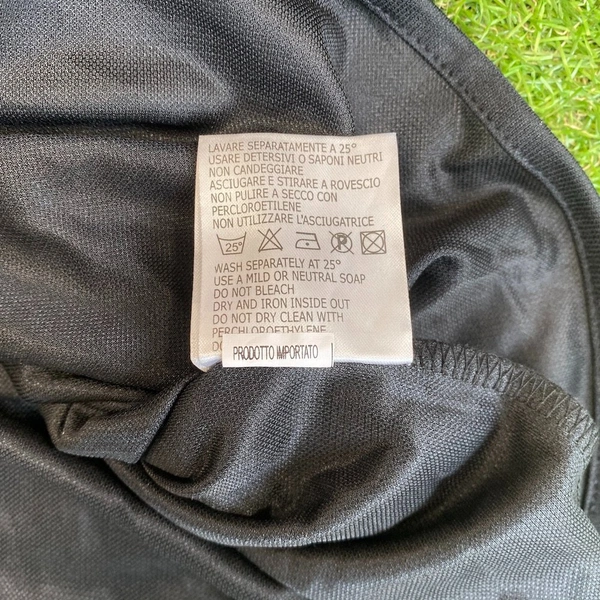 LAVARE SEPARATAMENTE A 25°
USARE DETERSIVI O SAPONI NEUTRI
NON CANDEGGIARE
ASCIUGARE E STIRARE A ROVESCIO
NON PULIRE A SECCO CON
PERCLOROETILENE
NON UTILIZZARE L'ASCIUGATRICE
25° R
WASH SEPARATELY AT 25°
USE A MILD OR NEUTRAL SOAP
DO NOT BLEACH
DRY AND IRON INSIDE OUT
DO NOT DRY CLEAN WITH
PERCHLOROETHYLENE
PRODOTTO IMPORTATO